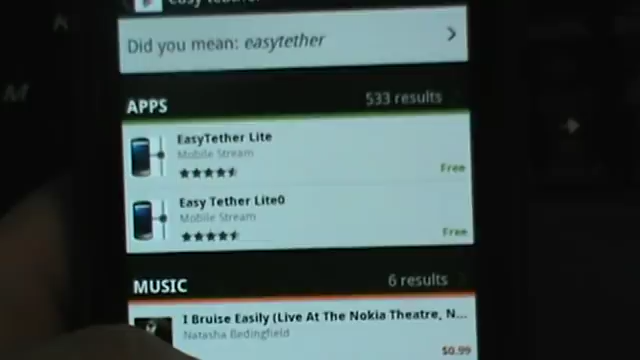 Did you mean: easytether
APPS
533 results
EasyTether Lite
Mobile Stream
Free
Easy Tether Lite0
Mobile Stream
Free
MUSIC
6 results
I Bruise Easily (Live At The Nokia Theatre, N...
Natasha Bedingfield
$0.99